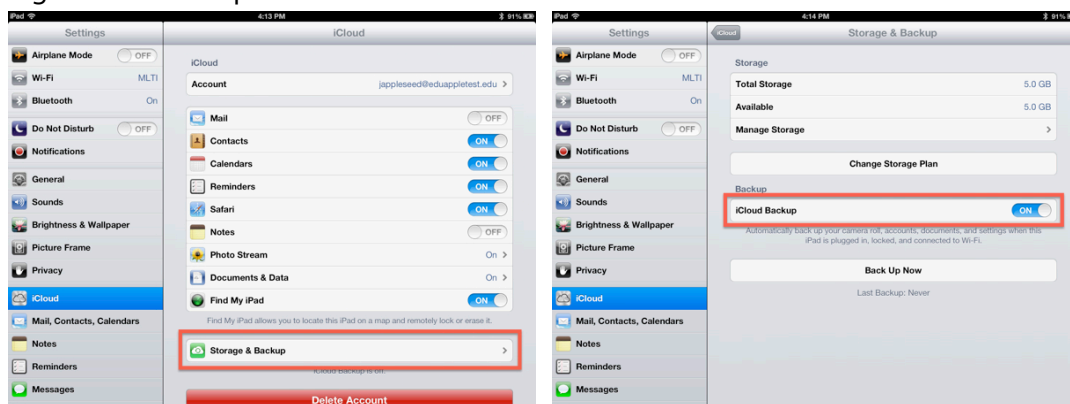 iPad 4:13 PM 91%
Settings iCloud
Airplane Mode OFF
Wi-Fi MLTI
Bluetooth On
Do Not Disturb OFF
Notifications
General
Sounds
Brightness & Wallpaper
Picture Frame
Privacy
iCloud
Mail, Contacts, Calendars
Notes
Reminders
Messages
iCloud
Account jappleseed@eduappletest.edu
Mail OFF
Contacts ON
Calendars ON
Reminders ON
Safari ON
Notes OFF
Photo Stream On
Documents & Data On
Find My iPad ON
Find My iPad allows you to locate this iPad on a map and remotely lock or erase it.
Storage & Backup
iCloud Backup is off.
Delete Account
iPad 4:14 PM 91%
Settings iCloud Storage & Backup
Airplane Mode OFF
Wi-Fi MLTI
Bluetooth On
Do Not Disturb OFF
Notifications
General
Sounds
Brightness & Wallpaper
Picture Frame
Privacy
iCloud
Mail, Contacts, Calendars
Notes
Reminders
Messages
Storage
Total Storage 5.0 GB
Available 5.0 GB
Manage Storage
Change Storage Plan
Backup
iCloud Backup ON
Automatically back up your camera roll, accounts, documents, and settings when this
iPad is plugged in, locked, and connected to Wi-Fi.
Back Up Now
Last Backup: Never